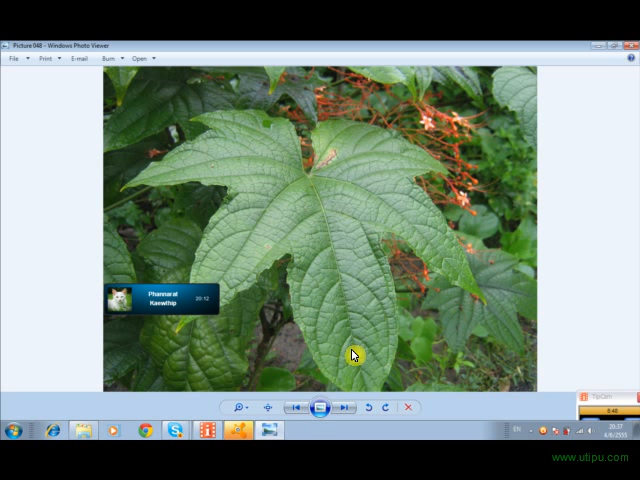 Picture 048 - Windows Photo Viewer
File Print E-mail Burn Open
Phannarat
Kaewthip
20:12
TipCam
8:46
EN
20:37
4/6/2555
www.utipu.com